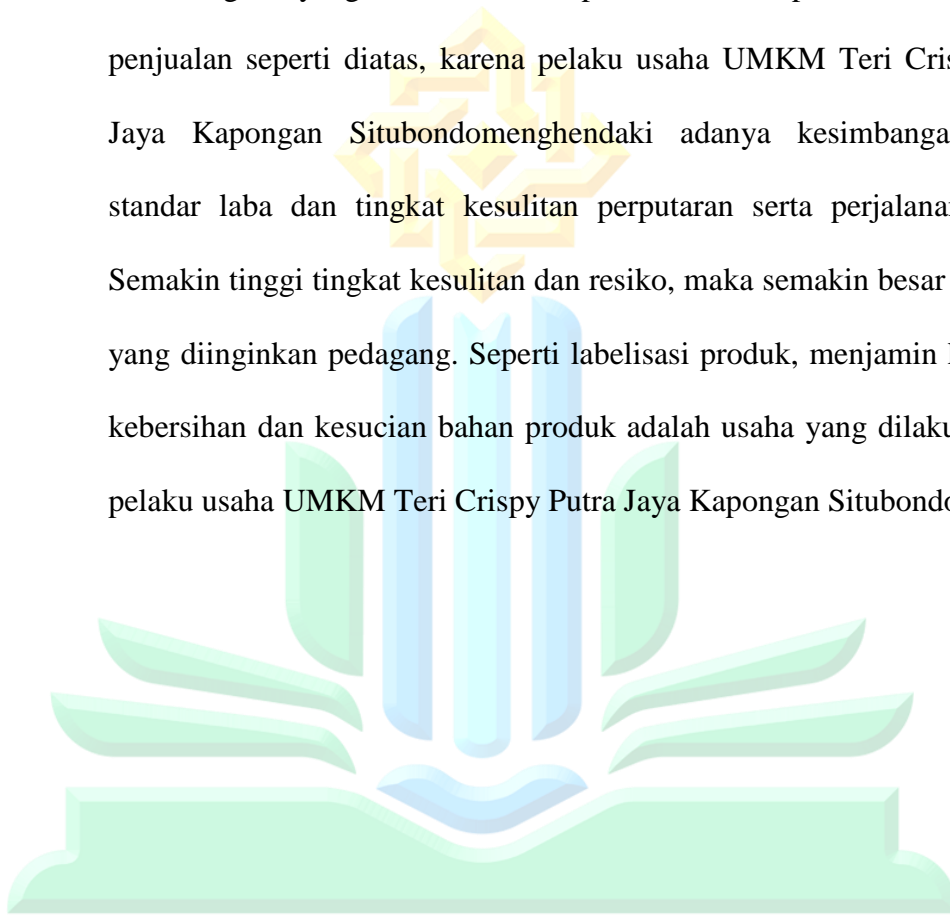 penjualan seperti diatas, karena pelaku usaha UMKM Teri
Jaya Kapongan Situbondomenghendaki adanya
standar laba dan tingkat kesulitan perputaran serta
Semakin tinggi tingkat kesulitan dan resiko, maka semakin besar
yang diinginkan pedagang. Seperti labelisasi produk, menjamin
kebersihan dan kesucian bahan produk adalah usaha yang
pelaku usaha UMKM Teri Crispy Putra Jaya Kapongan Situbondo